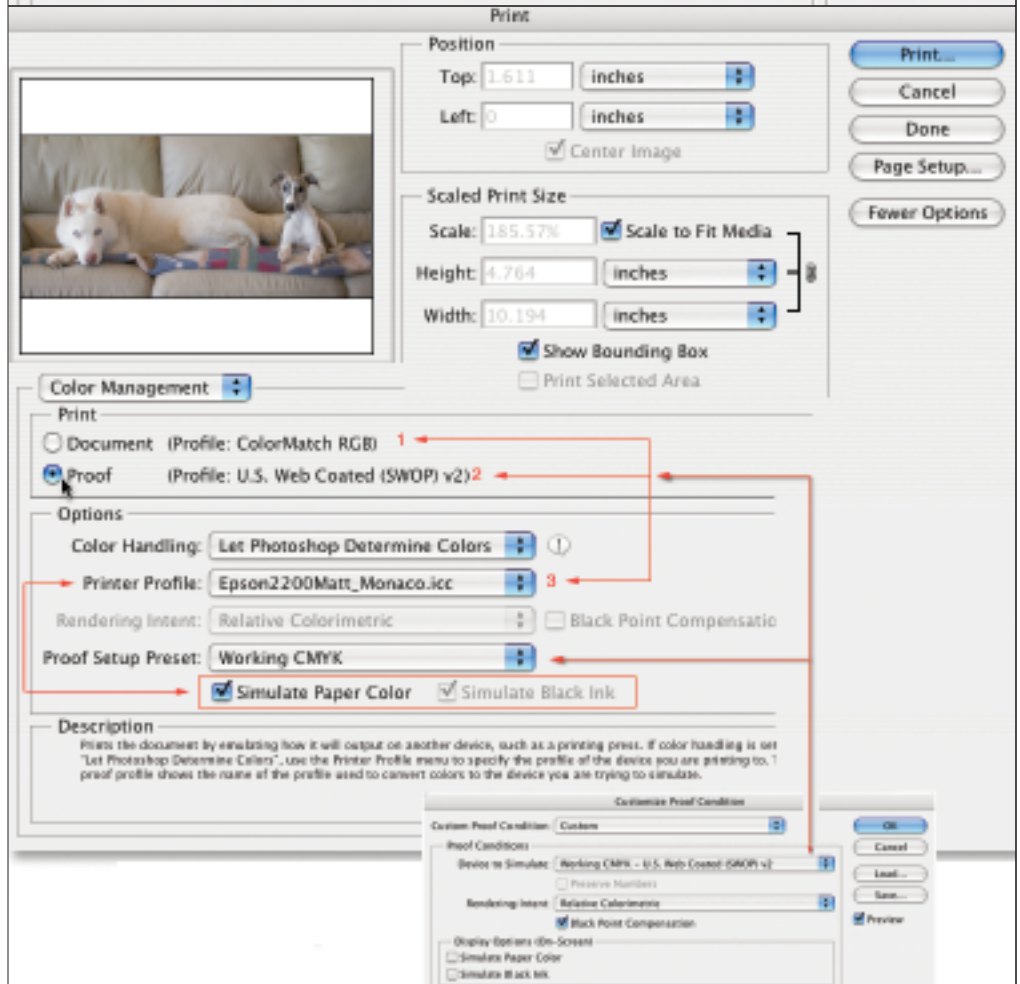 Print
Position
Top: 1.611 inches
Left: 0 inches
Center Image
Print...
Cancel
Done
Page Setup...
Fewer Options
Scaled Print Size
Scale: 185.57% Scale to Fit Media
Height: 4.764 inches
Width: 10.194 inches
Show Bounding Box
Print Selected Area
Color Management
Print
Document (Profile: ColorMatch RGB) 1
Proof (Profile: U.S. Web Coated (SWOP) v2) 2
Options
Color Handling: Let Photoshop Determine Colors
Printer Profile: Epson2200Matt_Monaco.icc 3
Rendering Intent: Relative Colorimetric Black Point Compensatio
Proof Setup Preset: Working CMYK
Simulate Paper Color Simulate Black Ink
Description
Prints the document by emulating how it will output on another device, such as a printing press. If color handling is set
"Let Photoshop Determine Colors", use the Printer Profile menu to specify the profile of the device you are printing to.
proof profile shows the name of the profile used to convert colors to the device you are trying to simulate.
Customize Proof Condition
Custom Proof Condition: Custom
Proof Conditions
Device to Simulate: Working CMYK - U.S. Web Coated (SWOP) v2
Preserve Numbers
Rendering Intent: Relative Colorimetric
Black Point Compensation
Display Options (On-Screen)
Simulate Paper Color
Simulate Black Ink
OK
Cancel
Load...
Save...
Preview